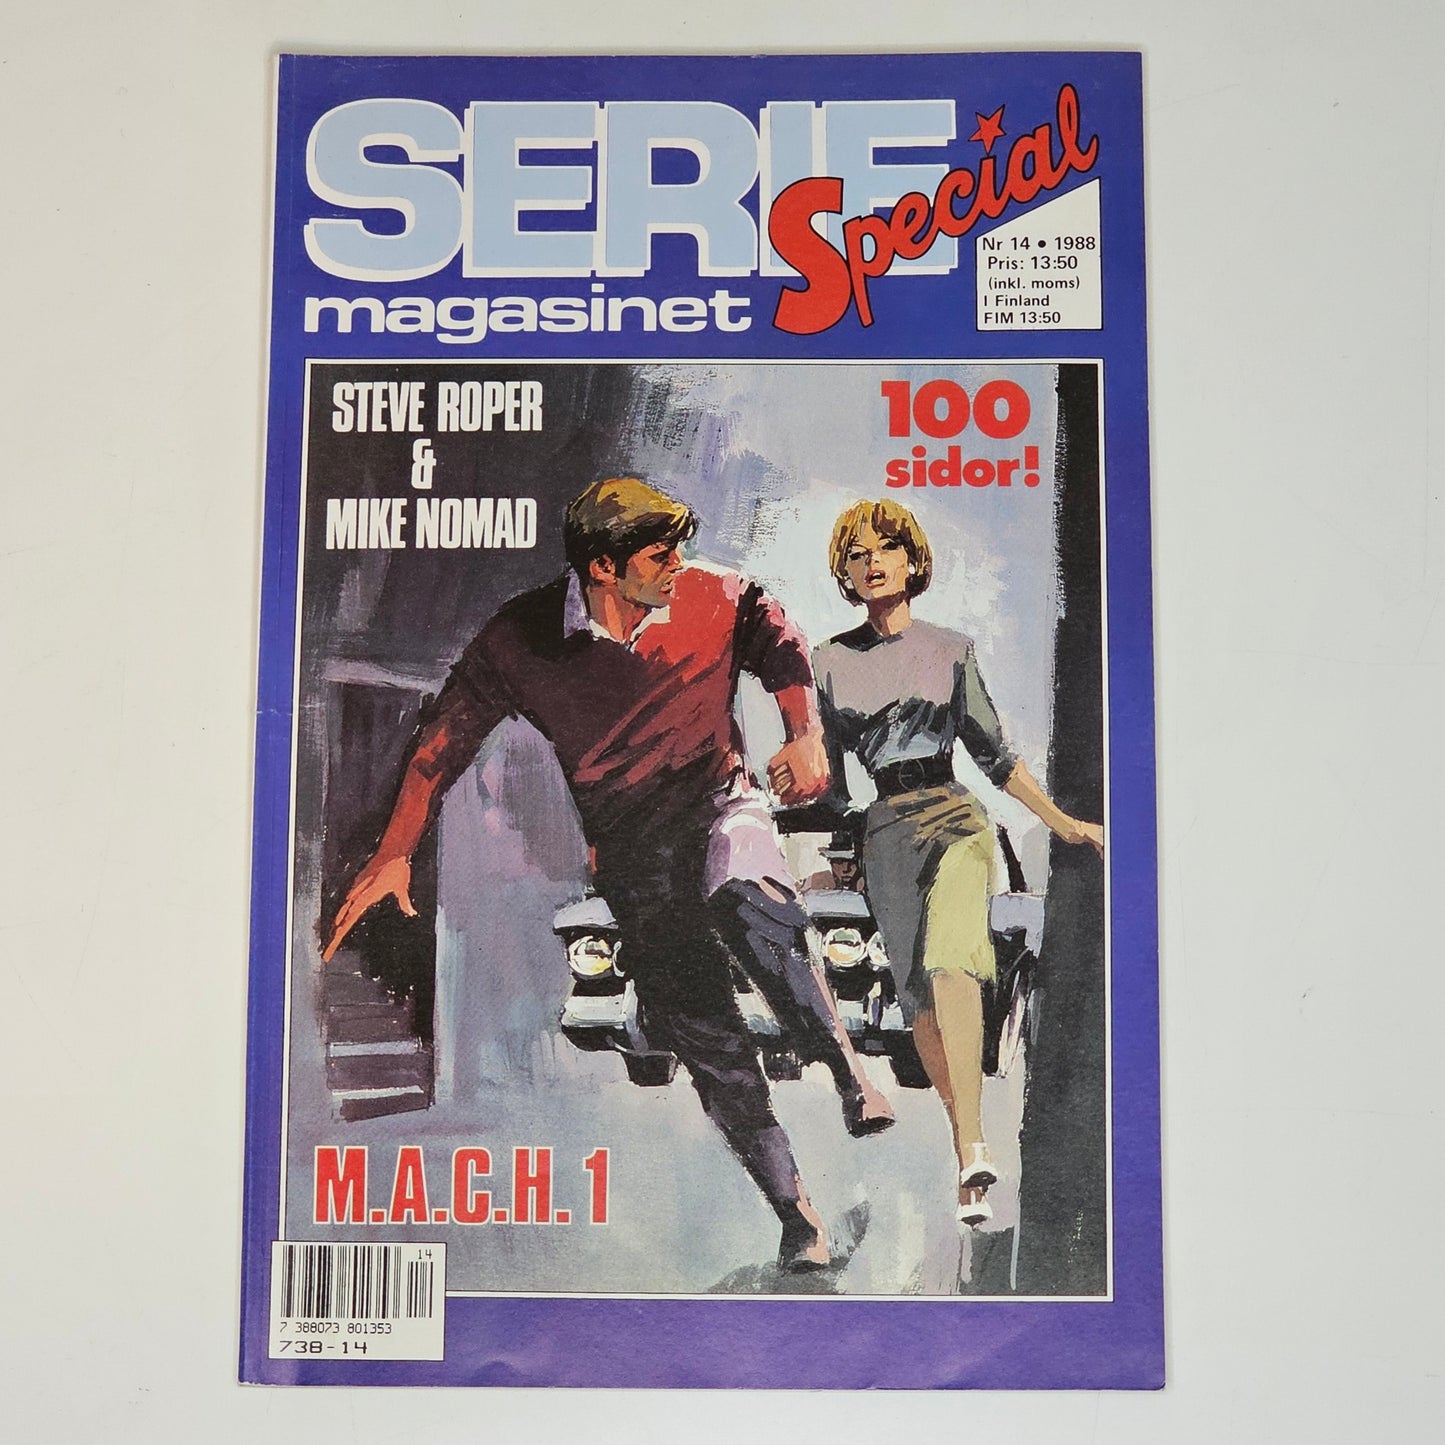 SERIE
magasinet
Special
Nr 14 • 1988
Pris: 13:50
(inkl. moms)
I Finland
FIM 13:50
STEVE ROPER
&
MIKE NOMAD
100
sidor!
M.A.C.H. 1
14
7 388073 801353
738-14